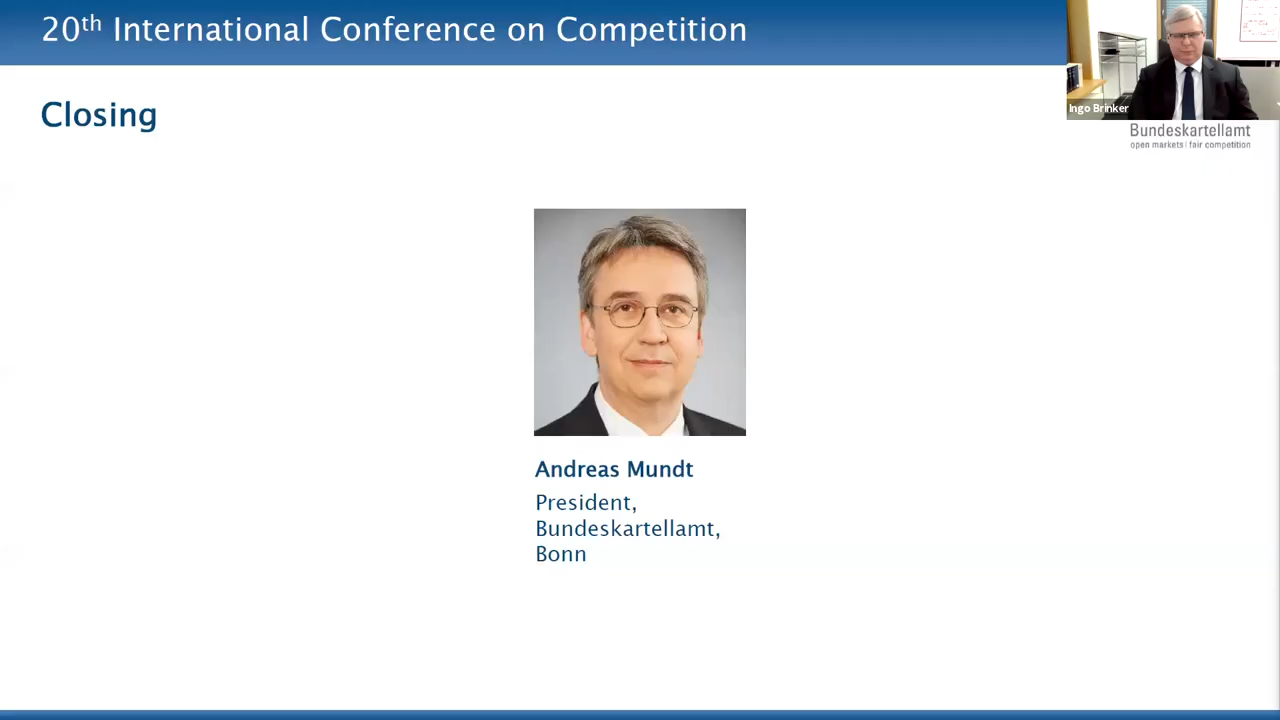 20th International Conference on Competition
Closing
Ingo Brinker
Bundeskartellamt
open markets | fair competition
Andreas Mundt
President,
Bundeskartellamt,
Bonn